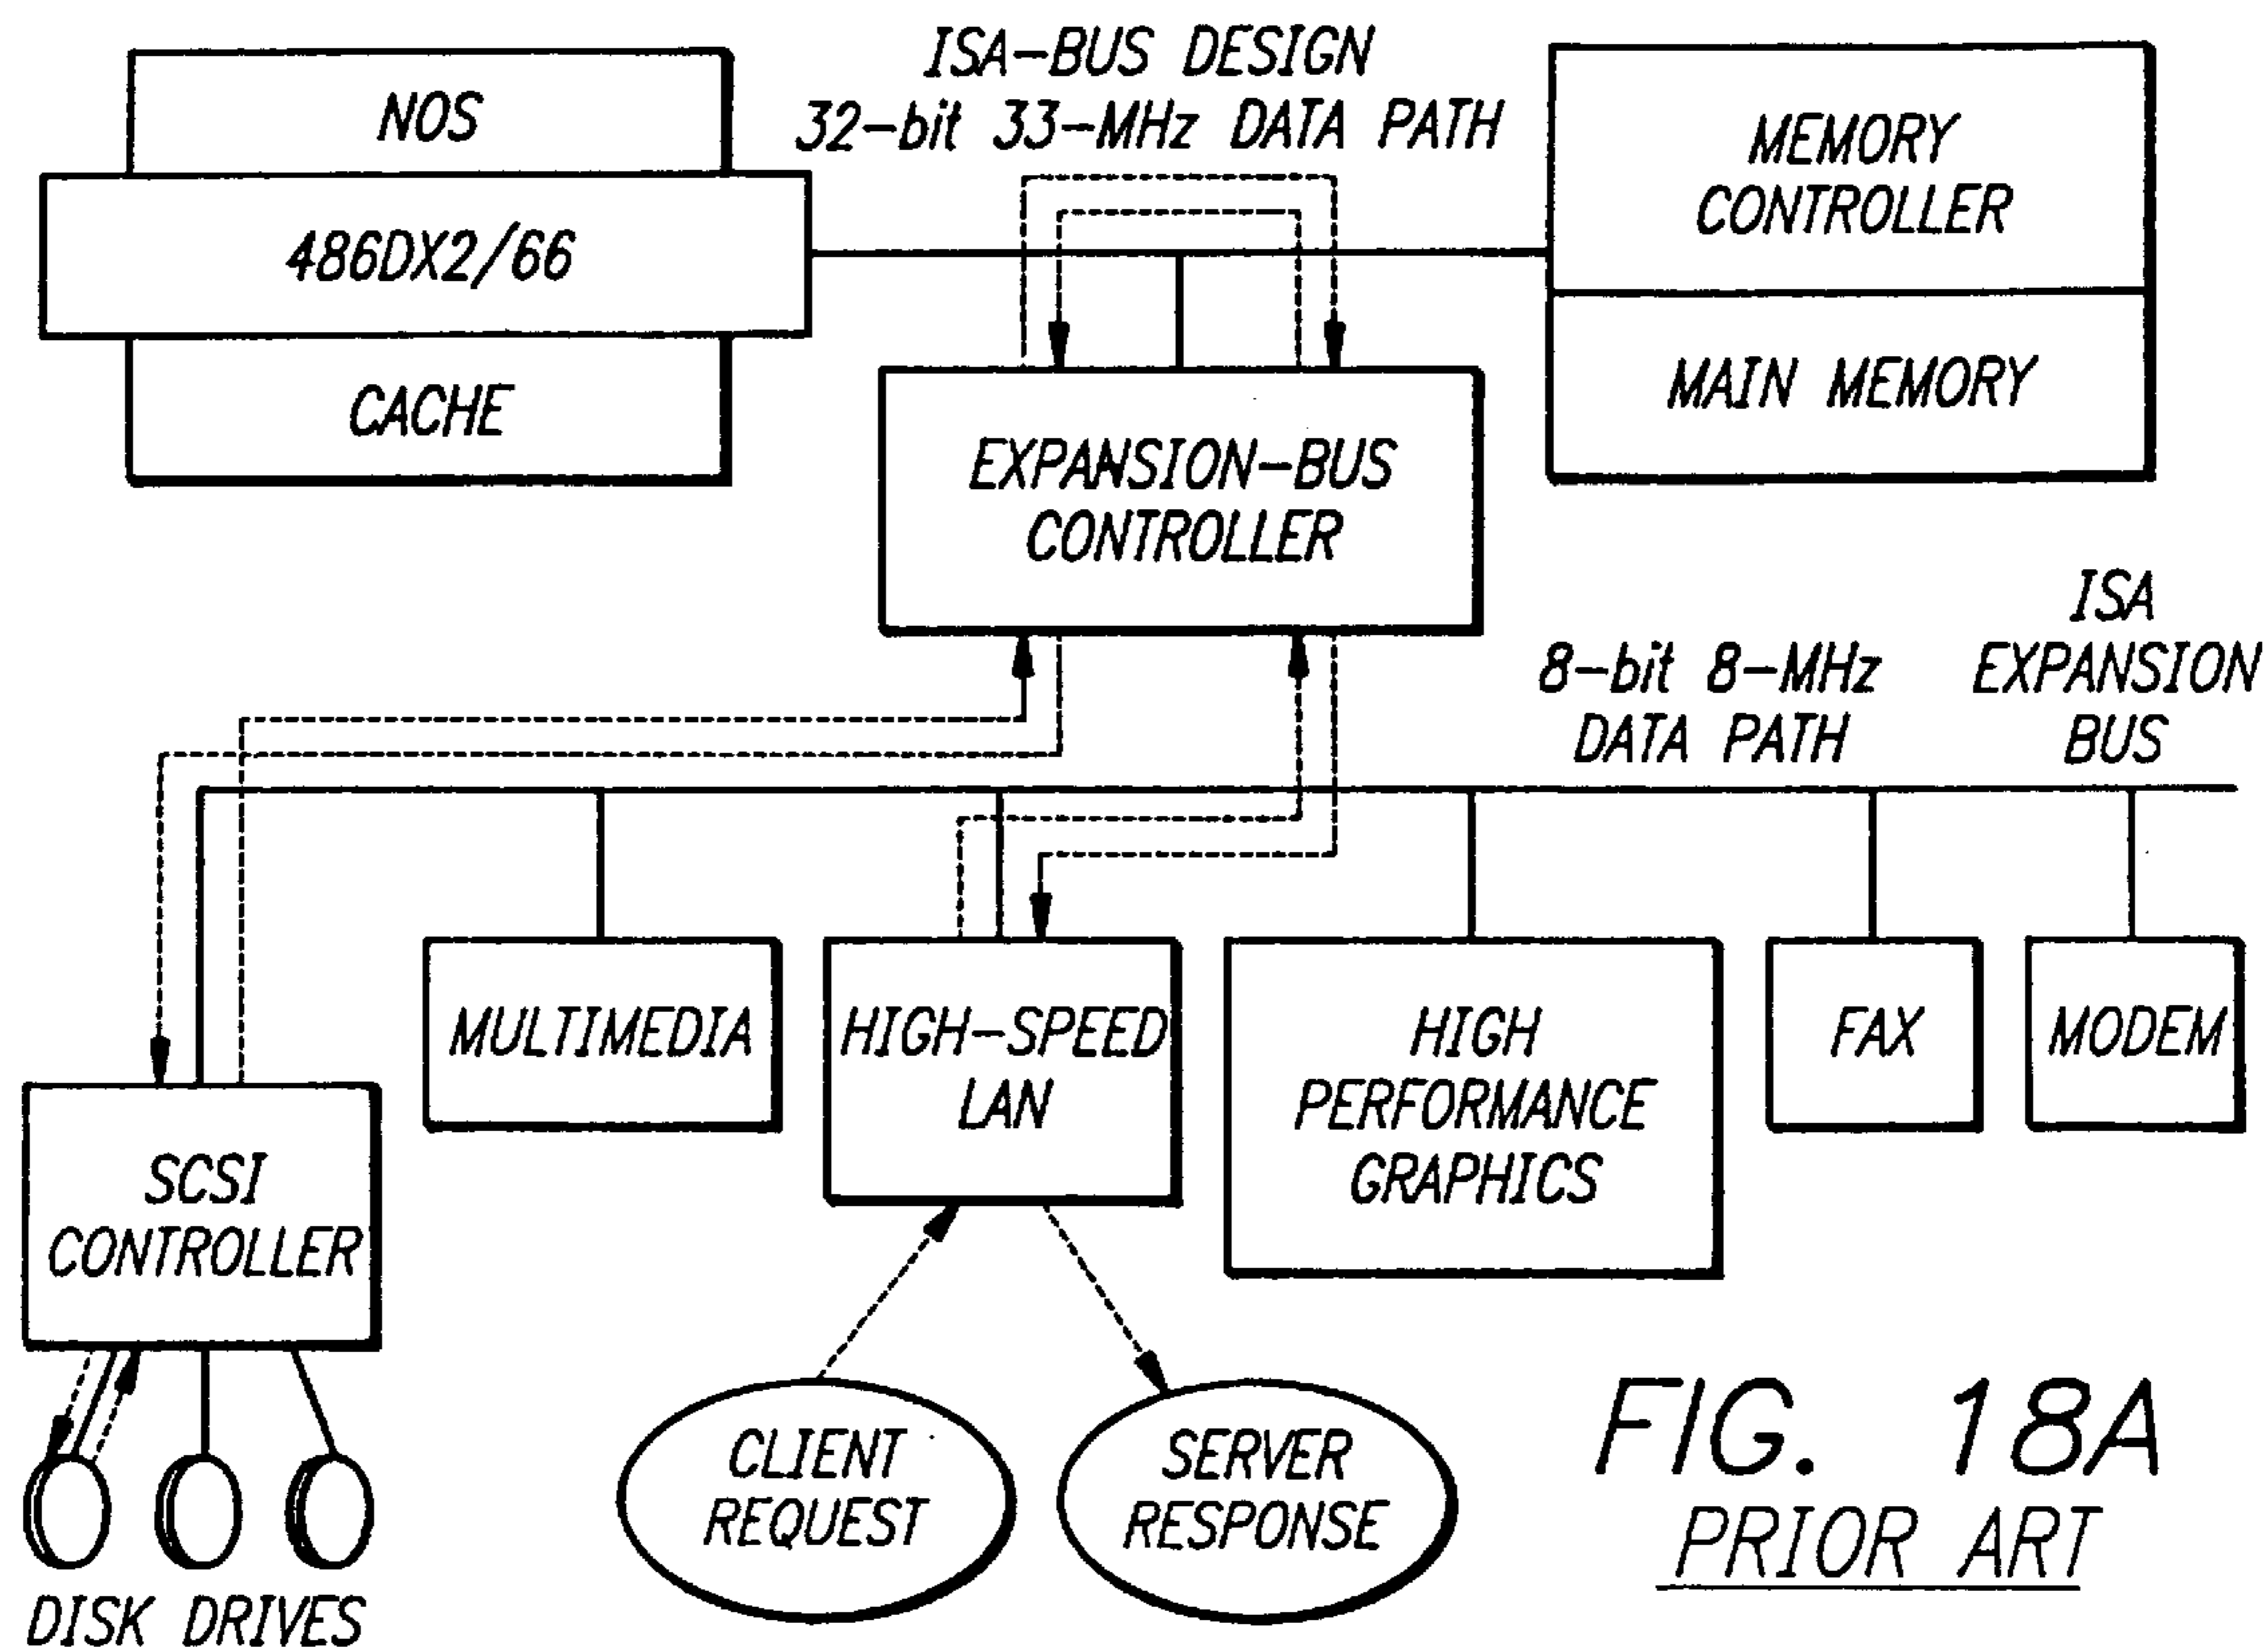 NOS
486DX2/66
CACHE
ISA-BUS DESIGN
32-bit 33-MHz DATA PATH
MEMORY
CONTROLLER
MAIN MEMORY
EXPANSION-BUS
CONTROLLER
8-bit 8-MHz
DATA PATH
ISA
EXPANSION
BUS
SCSI
CONTROLLER
MULTIMEDIA
HIGH-SPEED
LAN
HIGH
PERFORMANCE
GRAPHICS
FAX
MODEM
DISK DRIVES
CLIENT
REQUEST
SERVER
RESPONSE
FIG. 18A
PRIOR ART